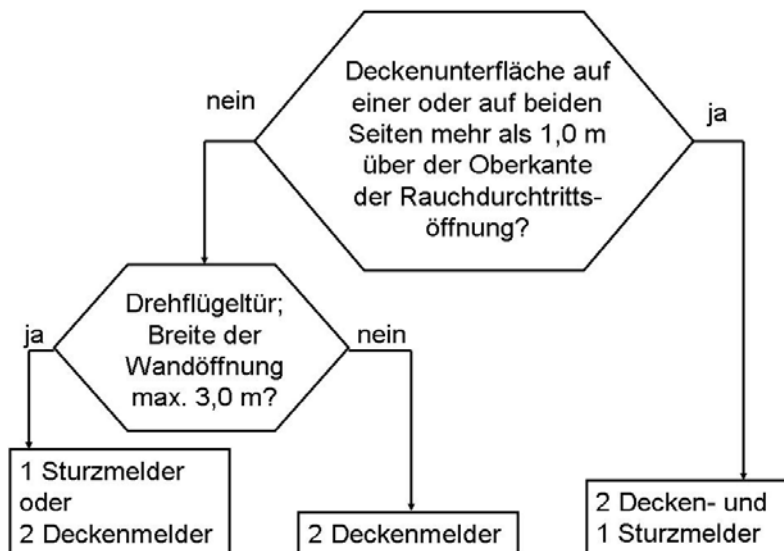 Deckenunterfläche auf
einer oder auf beiden
Seiten mehr als 1,0 m
über der Oberkante
der Rauchdurchtritts-
öffnung?
nein
ja
Drehflügeltür;
Breite der
Wandöffnung
max. 3,0 m?
ja
nein
1 Sturzmelder
oder
2 Deckenmelder
2 Deckenmelder
2 Decken- und
1 Sturzmelder